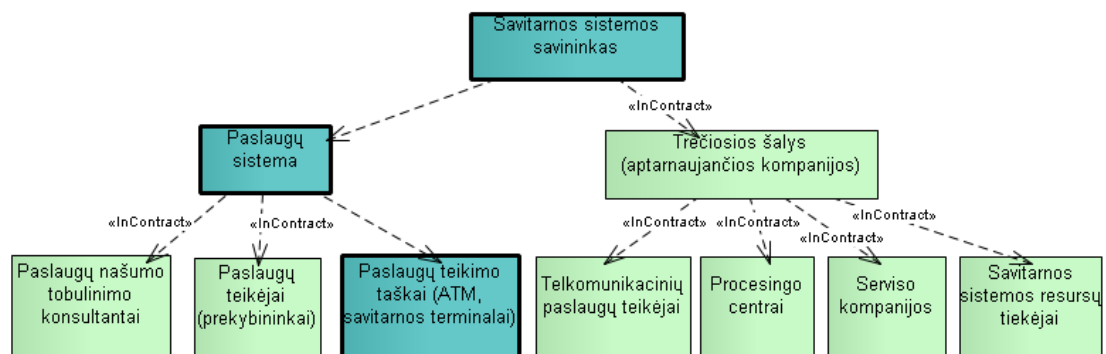 Savitarnos sistemos
savininkas
«InContract»
Paslaugų
sistema
Trečiosios šalys
(aptarnaujančios kompanijos)
«InContract»
«InContract»
«InContract»
«InContract»
«InContract»
Paslaugų našumo
tobulinimo
konsultantai
Paslaugų
teikėjai
(prekybininkai)
Paslaugų teikimo
taškai (ATM,
savitarnos terminalai)
Telkomunikacinių
paslaugų teikėjai
Procesingo
centrai
Serviso
kompanijos
Savitarnos
sistemos resursų
tiekėjai